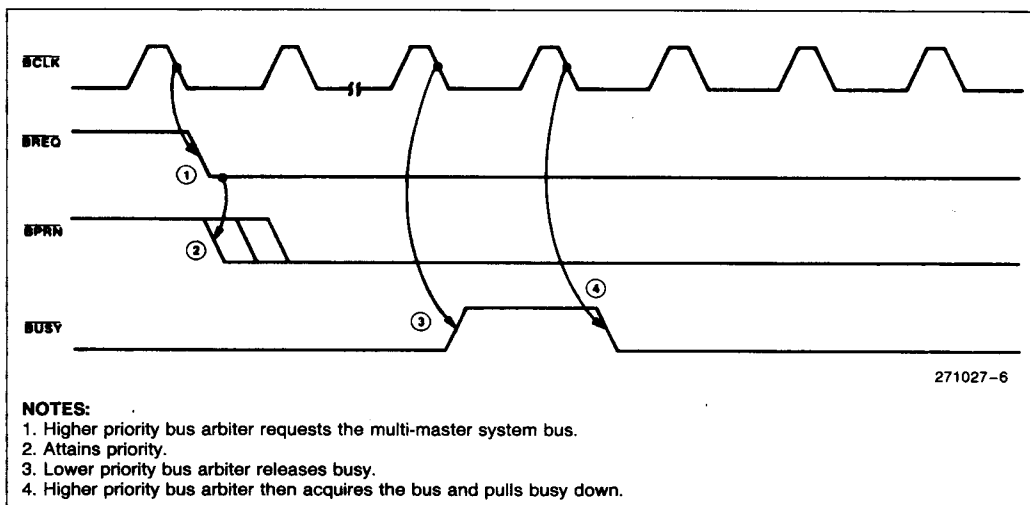 BCLK
BREQ
①
BPRN
②
BUSY
③
④
271027-6
NOTES:
1. Higher priority bus arbiter requests the multi-master system bus.
2. Attains priority.
3. Lower priority bus arbiter releases busy.
4. Higher priority bus arbiter then acquires the bus and pulls busy down.